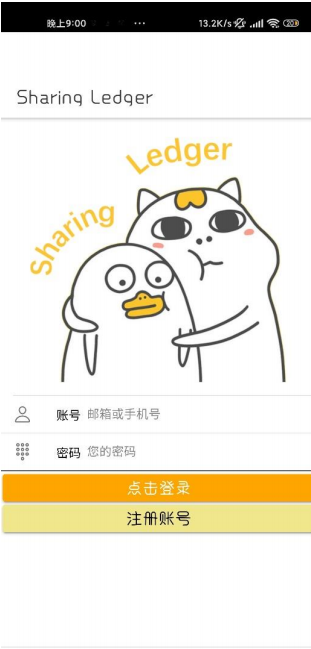 晚上9:00 ... 13.2K/s
Sharing Ledger
Sharing Ledger
账号 邮箱或手机号
密码 您的密码
点击登录
注册账号